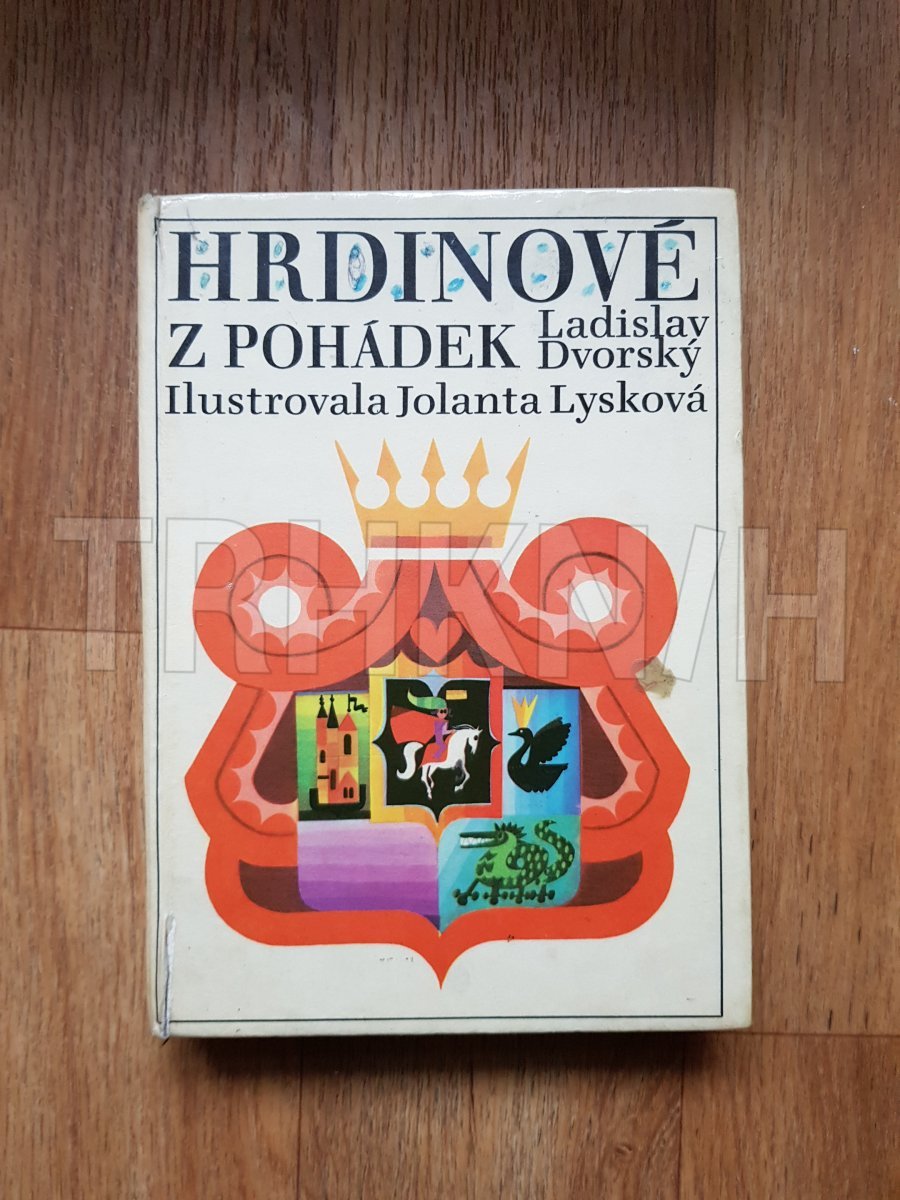 HRDINOVÉ
Z POHÁDEK
Ladislav
Dvorský
Ilustrovala Jolanta Lysková
TRHKNIH